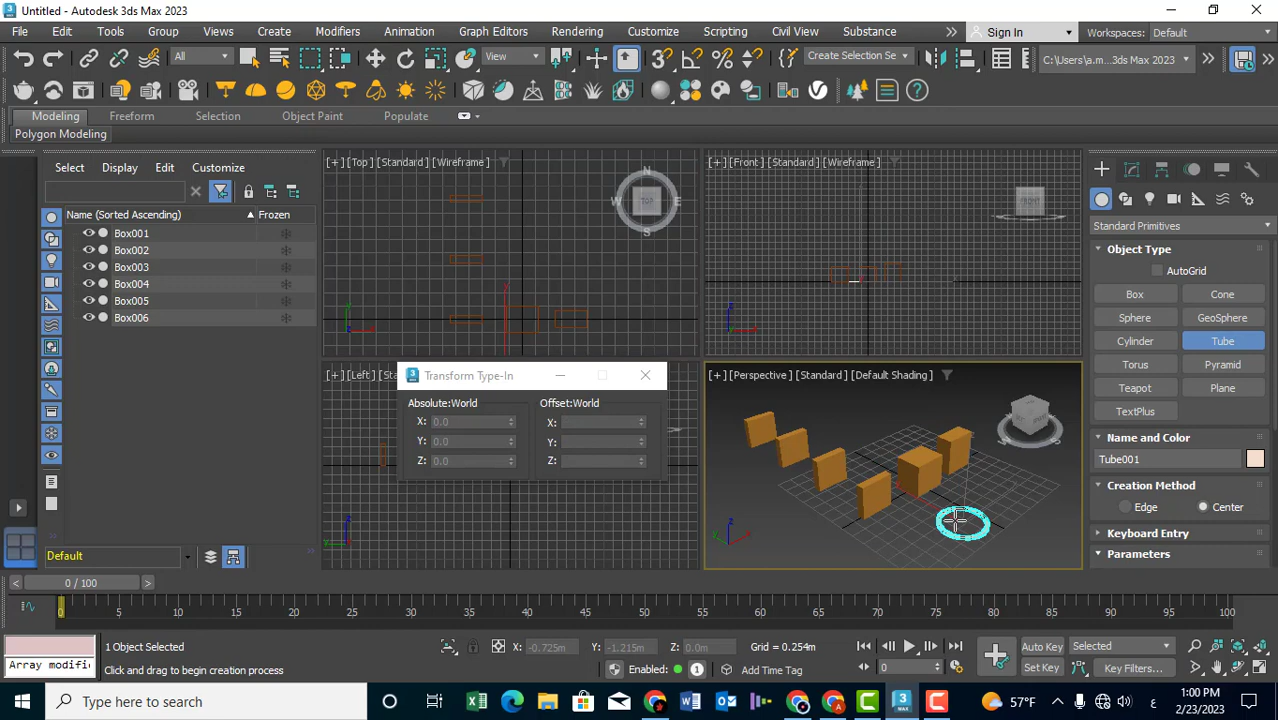 Untitled - Autodesk 3ds Max 2023
File Edit Tools Group Views Create Modifiers Animation Graph Editors Rendering Customize Scripting Civil View Substance Sign In Workspaces: Default
All View Create Selection Se C:\Users\a.m...3ds Max 2023
Modeling Freeform Selection Object Paint Populate
Polygon Modeling
Select Display Edit Customize
Name (Sorted Ascending) Frozen
Box001
Box002
Box003
Box004
Box005
Box006
Default
[+] [Top] [Standard] [Wireframe]
N
W TOP E
S
[+] [Front] [Standard] [Wireframe]
FRONT
[+] [Left] [Sta
Transform Type-In
Absolute:World Offset:World
X: 0.0 X:
Y: 0.0 Y:
Z: 0.0 Z:
[+] [Perspective] [Standard] [Default Shading]
Standard Primitives
Object Type
AutoGrid
Box Cone
Sphere GeoSphere
Cylinder Tube
Torus Pyramid
Teapot Plane
TextPlus
Name and Color
Tube001
Creation Method
Edge Center
Keyboard Entry
Parameters
0 / 100
0 5 10 15 20 25 30 35 40 45 50 55 60 65 70 75 80 85 90 95 100
Array modifi
1 Object Selected
Click and drag to begin creation process
X: -0.725m Y: -1.215m Z: 0.0m Grid = 0.254m
Enabled: 1 Add Time Tag
0
Auto Key Selected
Set Key Key Filters...
Type here to search
57°F
ع
1:00 PM
2/23/2023